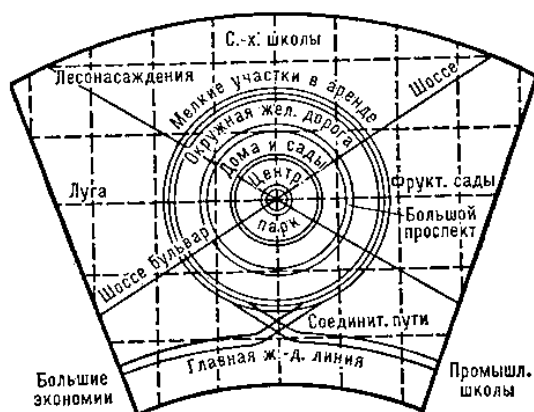 С.-х. школы
Лесонасаждения
Шоссе
Мелкие участки в аренде
Окружная жел. дорога
Дома и сады
Центр.
парк
Луга
Фрукт. сады
Большой
проспект
Шоссе бульвар
Соединит. пути
Главная ж.-д. линия
Большие
экономии
Промышл.
школы